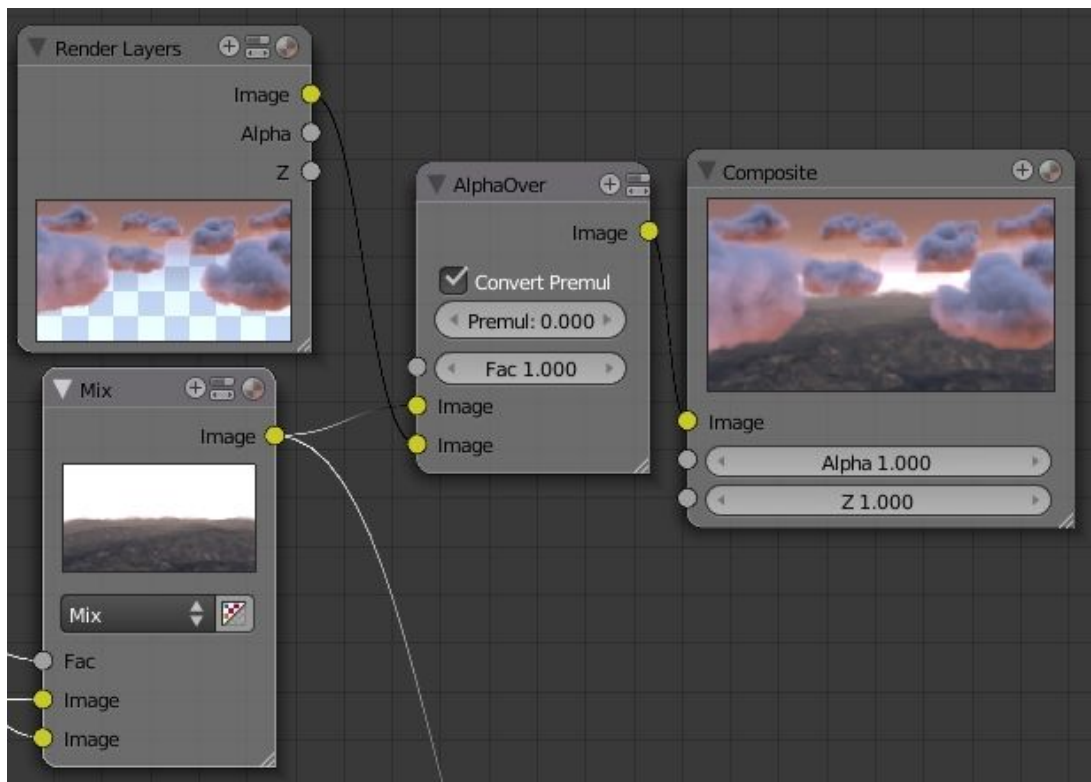 Render Layers
Image
Alpha
Z
Mix
Image
Mix
Fac
Image
Image
AlphaOver
Image
Convert Premul
Premul: 0.000
Fac 1.000
Image
Image
Composite
Image
Alpha 1.000
Z 1.000